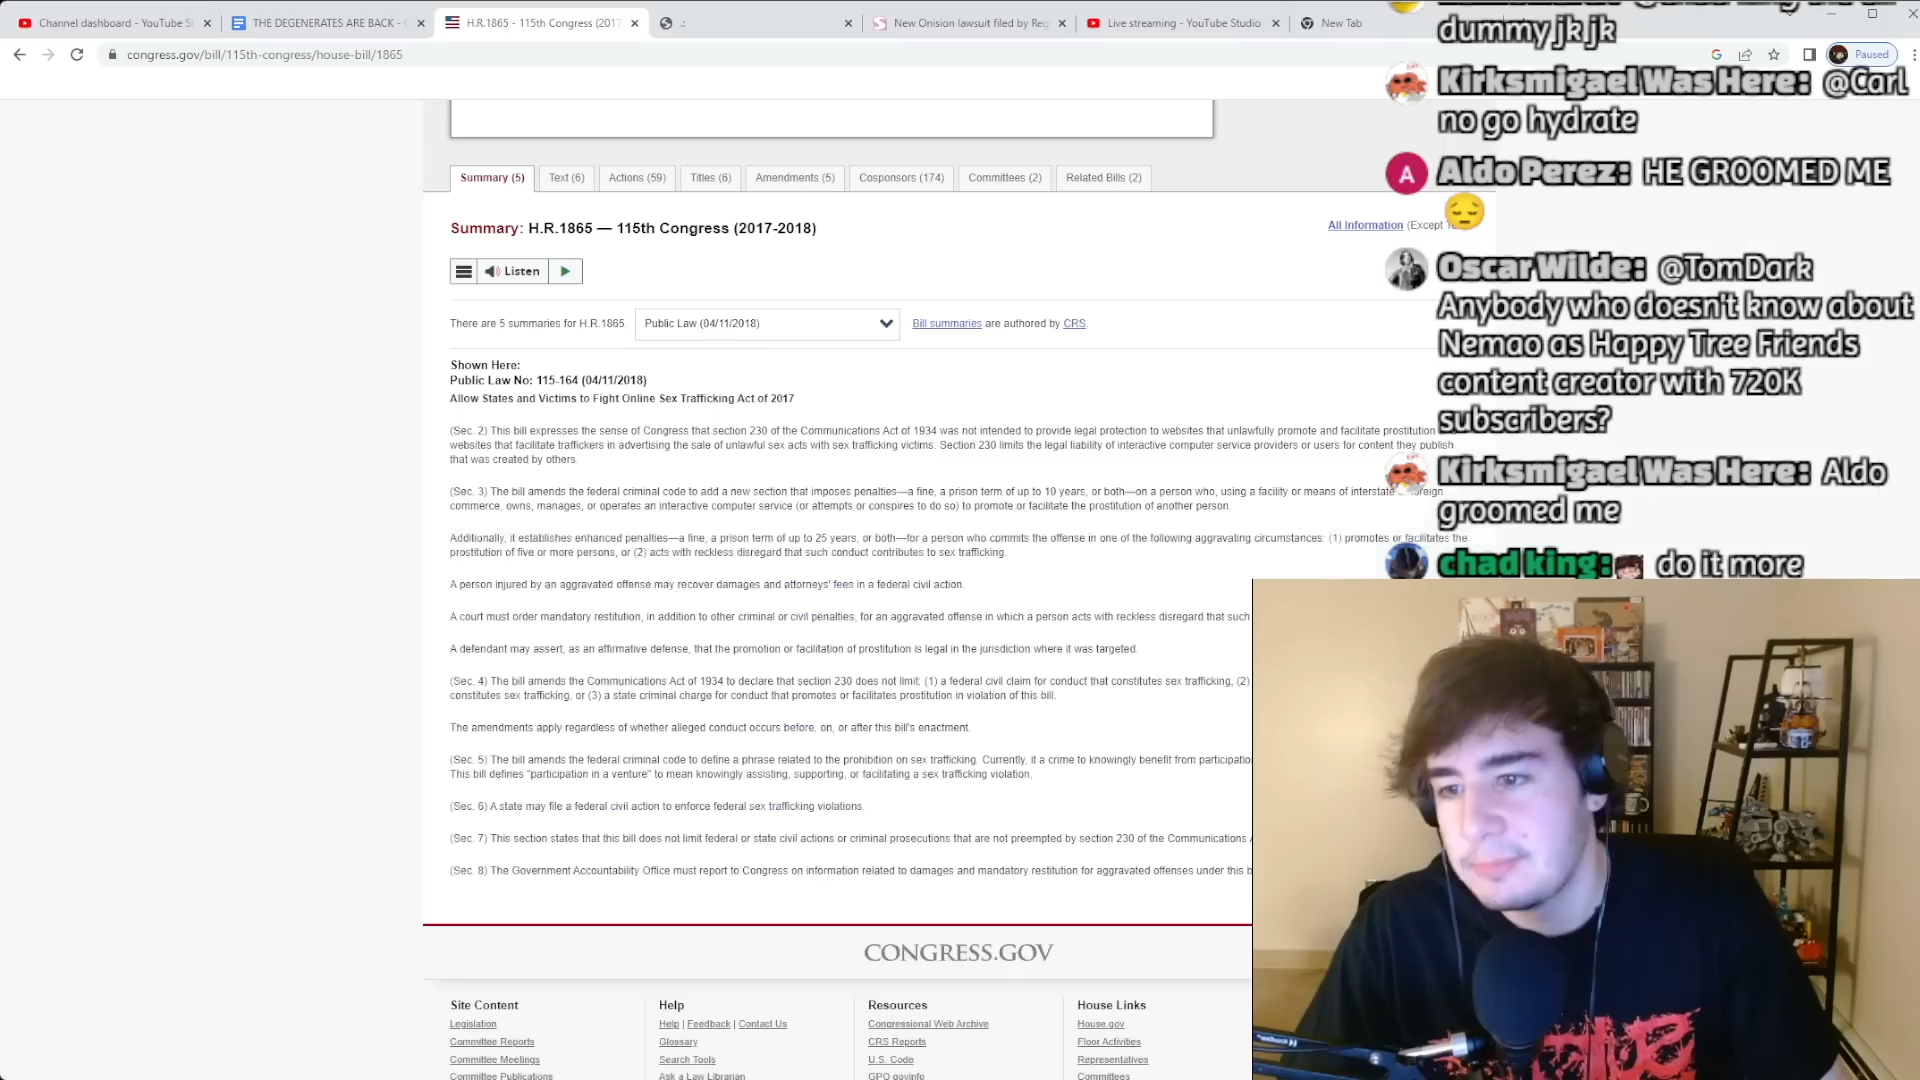 Channel dashboard - YouTube St
THE DEGENERATES ARE BACK -
H.R.1865 - 115th Congress (2017
.:
New Onision lawsuit filed by Reg
Live streaming - YouTube Studio
New Tab
congress.gov/bill/115th-congress/house-bill/1865
Paused
dummy jk jk
Kirksmigael Was Here: @Carl
no go hydrate
Aldo Perez: HE GROOMED ME
Oscar Wilde: @TomDark
Anybody who doesn't know about
Nemao as Happy Tree Friends
content creator with 720K
subscribers?
Kirksmigael Was Here: Aldo
groomed me
chad king: do it more
Summary (5)
Text (6)
Actions (59)
Titles (6)
Amendments (5)
Cosponsors (174)
Committees (2)
Related Bills (2)
Summary: H.R.1865 — 115th Congress (2017-2018)
All Information (Except
Listen
There are 5 summaries for H.R.1865. Public Law (04/11/2018) Bill summaries are authored by CRS.
Shown Here:
Public Law No: 115-164 (04/11/2018)
Allow States and Victims to Fight Online Sex Trafficking Act of 2017
(Sec. 2) This bill expresses the sense of Congress that section 230 of the Communications Act of 1934 was not intended to provide legal protection to websites that unlawfully promote and facilitate prostitution
websites that facilitate traffickers in advertising the sale of unlawful sex acts with sex trafficking victims. Section 230 limits the legal liability of interactive computer service providers or users for content they publish
that was created by others.
(Sec. 3) The bill amends the federal criminal code to add a new section that imposes penalties—a fine, a prison term of up to 10 years, or both—on a person who, using a facility or means of interstate foreign
commerce, owns, manages, or operates an interactive computer service (or attempts or conspires to do so) to promote or facilitate the prostitution of another person.
Additionally, it establishes enhanced penalties—a fine, a prison term of up to 25 years, or both—for a person who commits the offense in one of the following aggravating circumstances: (1) promotes or facilitates the
prostitution of five or more persons, or (2) acts with reckless disregard that such conduct contributes to sex trafficking.
A person injured by an aggravated offense may recover damages and attorneys' fees in a federal civil action.
A court must order mandatory restitution, in addition to other criminal or civil penalties, for an aggravated offense in which a person acts with reckless disregard that such
A defendant may assert, as an affirmative defense, that the promotion or facilitation of prostitution is legal in the jurisdiction where it was targeted.
(Sec. 4) The bill amends the Communications Act of 1934 to declare that section 230 does not limit: (1) a federal civil claim for conduct that constitutes sex trafficking, (2)
constitutes sex trafficking, or (3) a state criminal charge for conduct that promotes or facilitates prostitution in violation of this bill.
The amendments apply regardless of whether alleged conduct occurs before, on, or after this bill's enactment.
(Sec. 5) The bill amends the federal criminal code to define a phrase related to the prohibition on sex trafficking. Currently, it a crime to knowingly benefit from participation
This bill defines "participation in a venture" to mean knowingly assisting, supporting, or facilitating a sex trafficking violation.
(Sec. 6) A state may file a federal civil action to enforce federal sex trafficking violations.
(Sec. 7) This section states that this bill does not limit federal or state civil actions or criminal prosecutions that are not preempted by section 230 of the Communications
(Sec. 8) The Government Accountability Office must report to Congress on information related to damages and mandatory restitution for aggravated offenses under this
CONGRESS.GOV
Site Content
Legislation
Committee Reports
Committee Meetings
Committee Publications
Help
Help | Feedback | Contact Us
Glossary
Search Tools
Ask a Law Librarian
Resources
Congressional Web Archive
CRS Reports
U.S. Code
GPO govinfo
House Links
House.gov
Floor Activities
Representatives
Committees